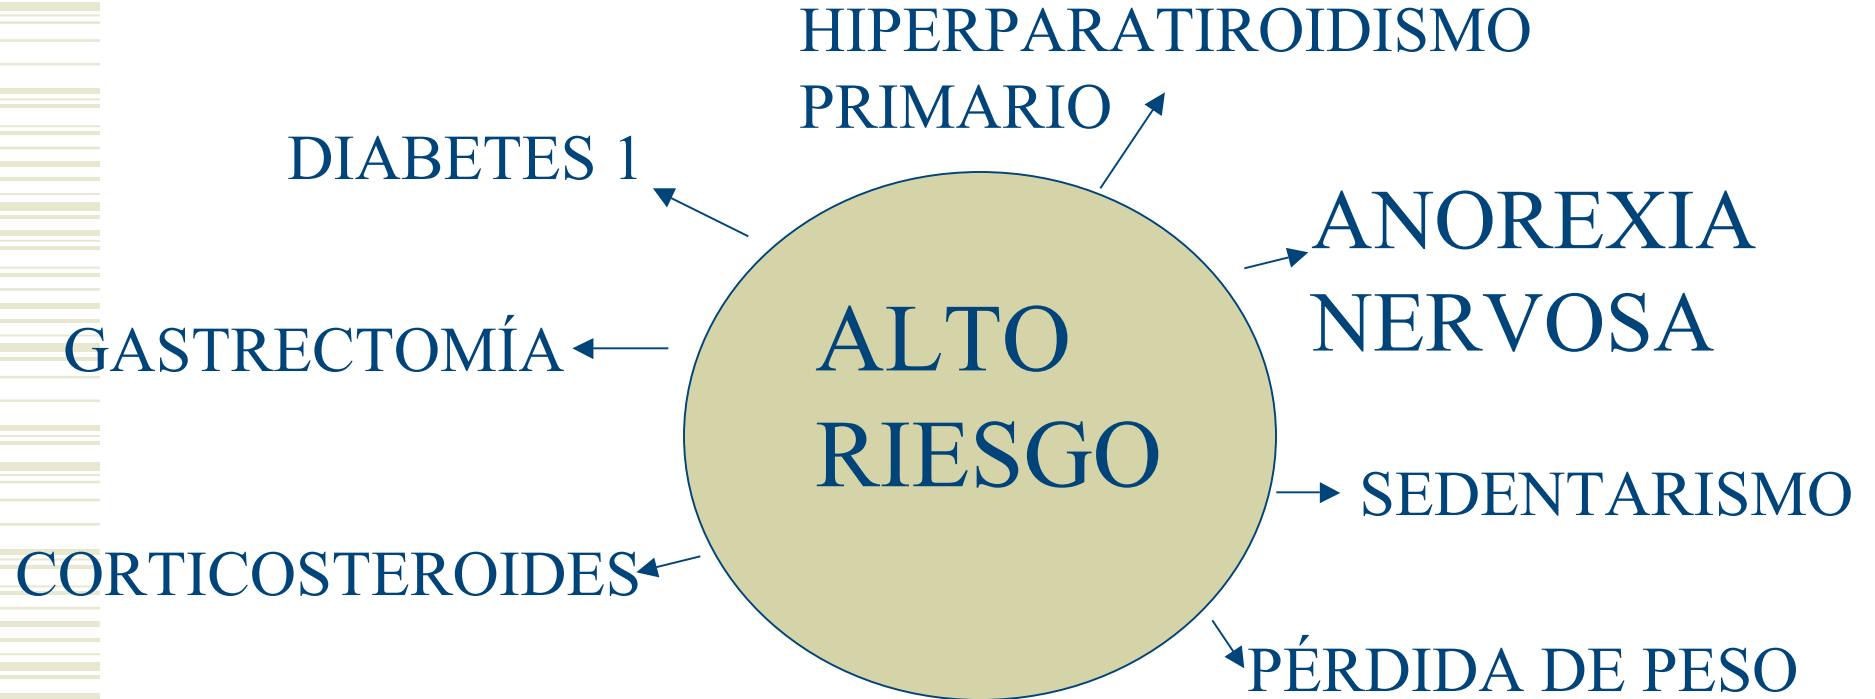 HIPERPARATIROIDISMO
PRIMARIO
DIABETES 1
ANOREXIA
NERVOSA
GASTRECTOMÍA
ALTO
RIESGO
SEDENTARISMO
CORTICOSTEROIDES
PÉRDIDA DE PESO